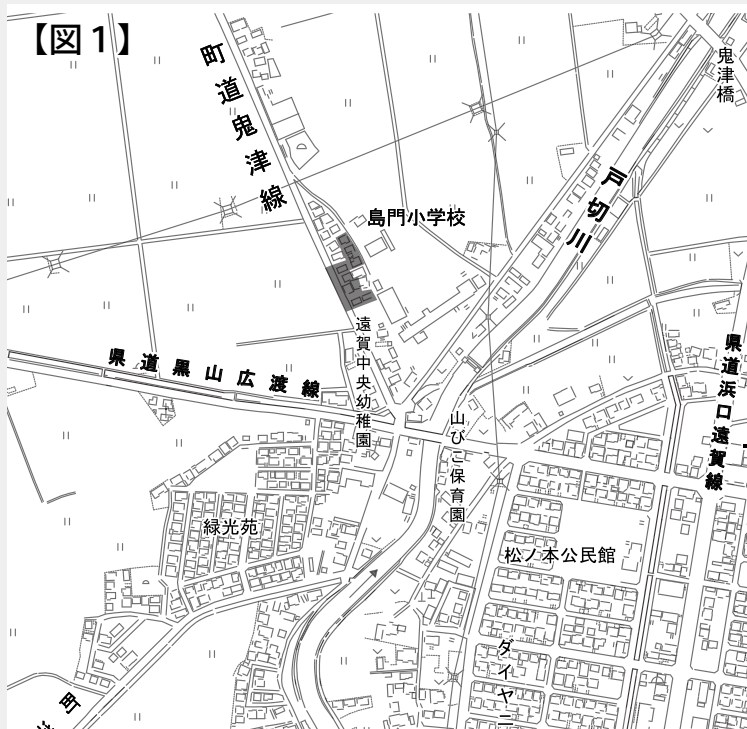 【図1】
町道鬼津線
鬼津橋
戸切川
島門小学校
遠賀中央幼稚園
県道黒山広渡線
県道浜口遠賀線
山びこ保育園
緑光苑
松ノ本公民館
ダイヤニ
町